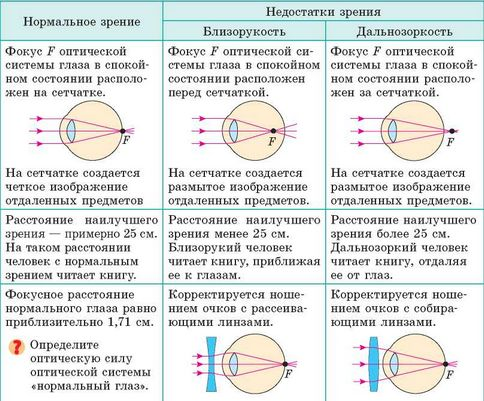 Нормальное зрение
Недостатки зрения
Близорукость
Дальнозоркость
Фокус F оптической
системы глаза в спокой-
ном состоянии располо-
жен на сетчатке.
F
На сетчатке создается
четкое изображение
отдаленных предметов
Фокус F оптической си-
стемы глаза в спокойном
состоянии расположен
перед сетчаткой.
F
На сетчатке создается
размытое изображение
отдаленных предметов.
Фокус F оптической
системы глаза в спокой-
ном состоянии располо-
жен за сетчаткой.
F
На сетчатке создается
размытое изображение
отдаленных предметов.
Расстояние наилучшего
зрения — примерно 25 см.
На таком расстоянии
человек с нормальным
зрением читает книгу.
Расстояние наилучшего
зрения менее 25 см.
Близорукий человек
читает книгу, приближая
ее к глазам.
Расстояние наилучшего
зрения более 25 см.
Дальнозоркий человек
читает книгу, отдаляя
ее от глаз.
Фокусное расстояние
нормального глаза равно
приблизительно 1,71 см.
? Определите
оптическую силу
оптической системы
«нормальный глаз».
Корректируется ноше-
нием очков с рассеива-
ющими линзами.
F
Корректируется ноше-
нием очков с собира-
ющими линзами.
F